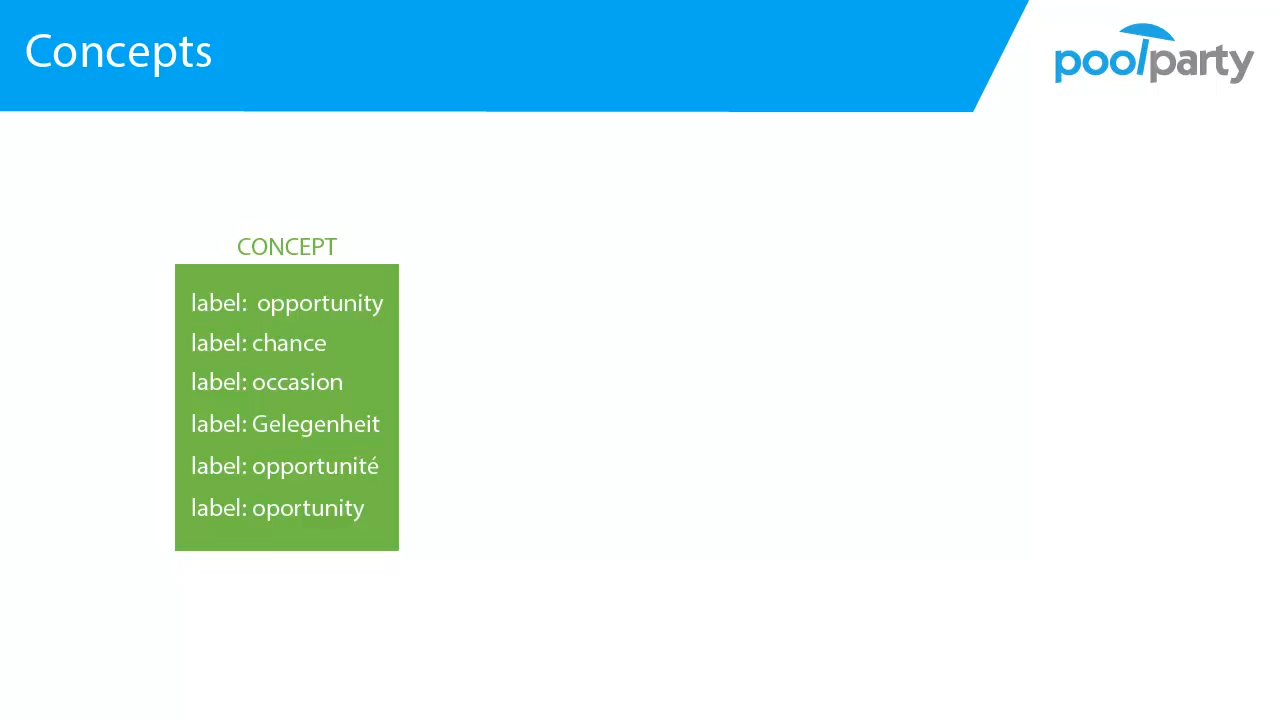 Concepts
poolparty
CONCEPT
label: opportunity
label: chance
label: occasion
label: Gelegenheit
label: opportunité
label: oportunity